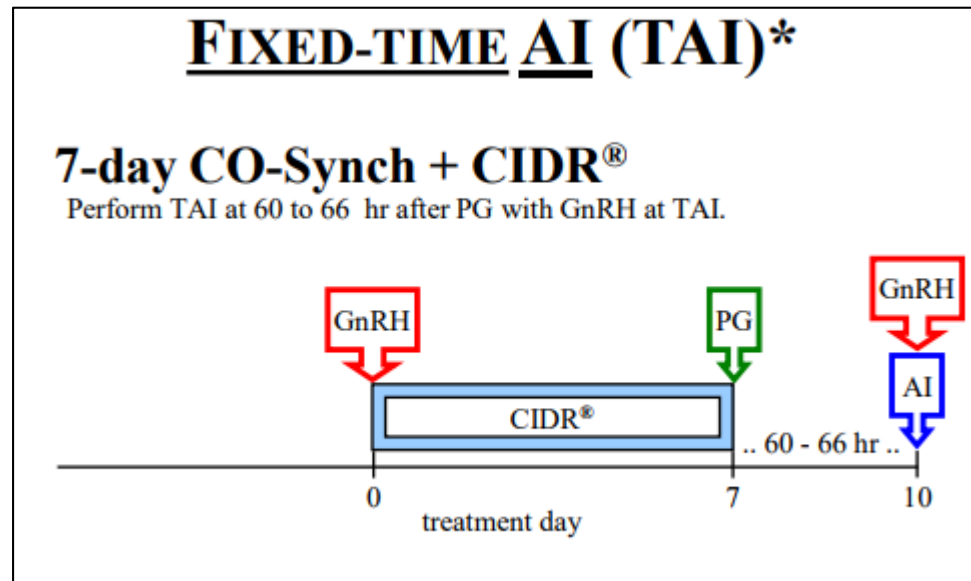 FIXED-TIME AI (TAI)*
7-day CO-Synch + CIDR®
Perform TAI at 60 to 66 hr after PG with GnRH at TAI.
GnRH
PG
GnRH
AI
CIDR®
.. 60 - 66 hr ..
0
7
10
treatment day